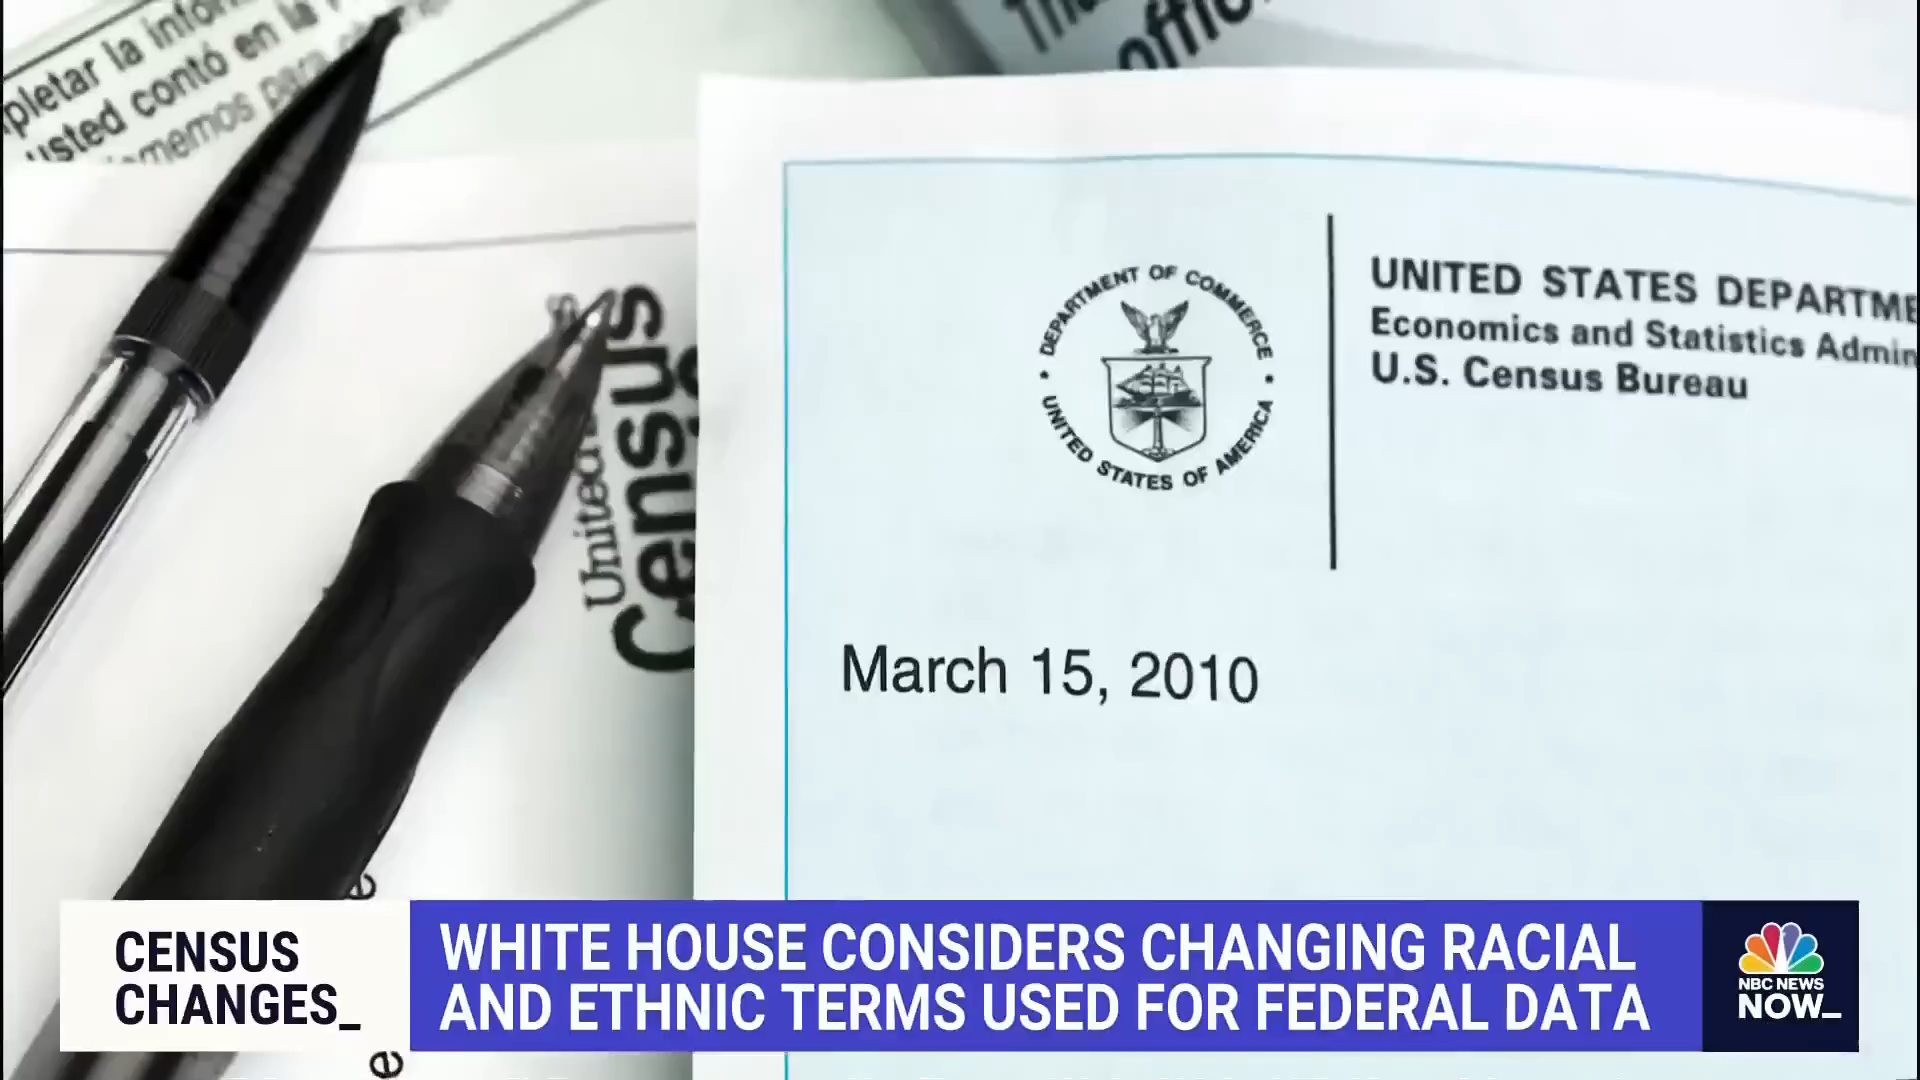 pletar la
usted contó en la
UNITED STATES
Economics and Statistics
U.S. Census Bureau
DEPARTMENT OF COMMERCE
UNITED STATES OF AMERICA
United
Census
March 15, 2010
CENSUS
CHANGES_
WHITE HOUSE CONSIDERS CHANGING RACIAL
AND ETHNIC TERMS USED FOR FEDERAL DATA
NBC NEWS
NOW_